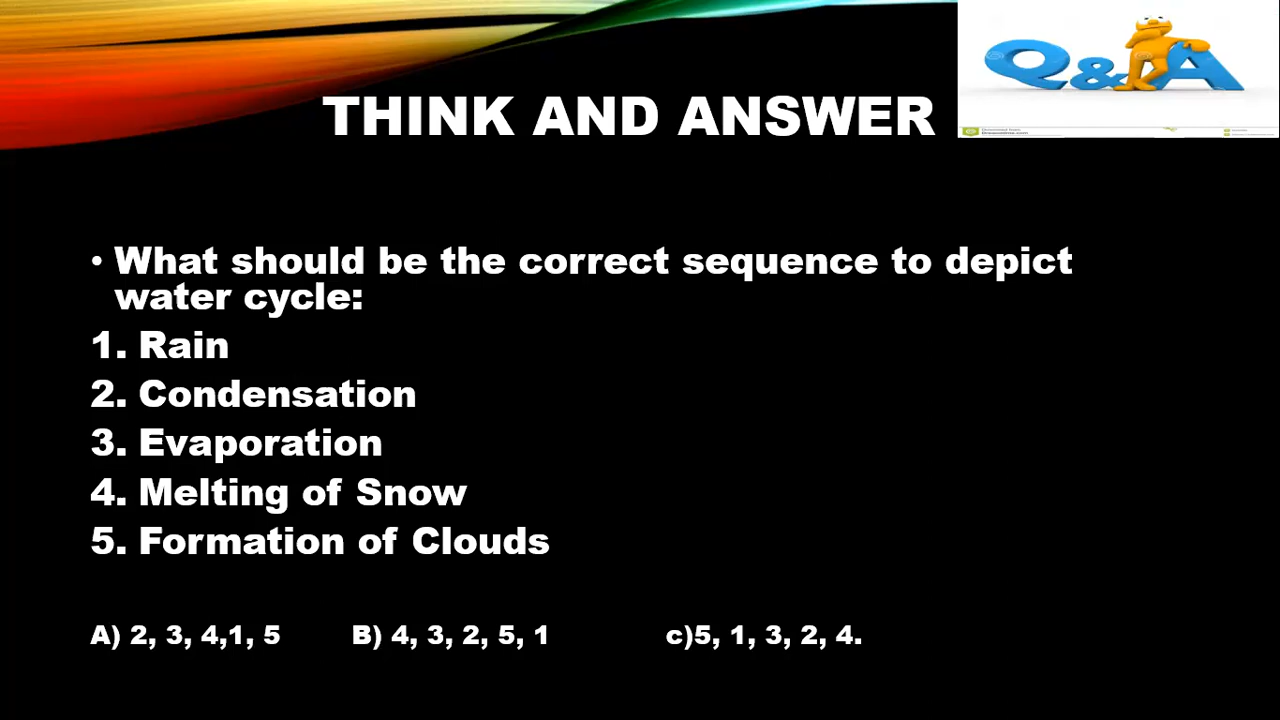 Q&A
THINK AND ANSWER
• What should be the correct sequence to depict
water cycle:
1. Rain
2. Condensation
3. Evaporation
4. Melting of Snow
5. Formation of Clouds
A) 2, 3, 4,1, 5 B) 4, 3, 2, 5, 1 c)5, 1, 3, 2, 4.